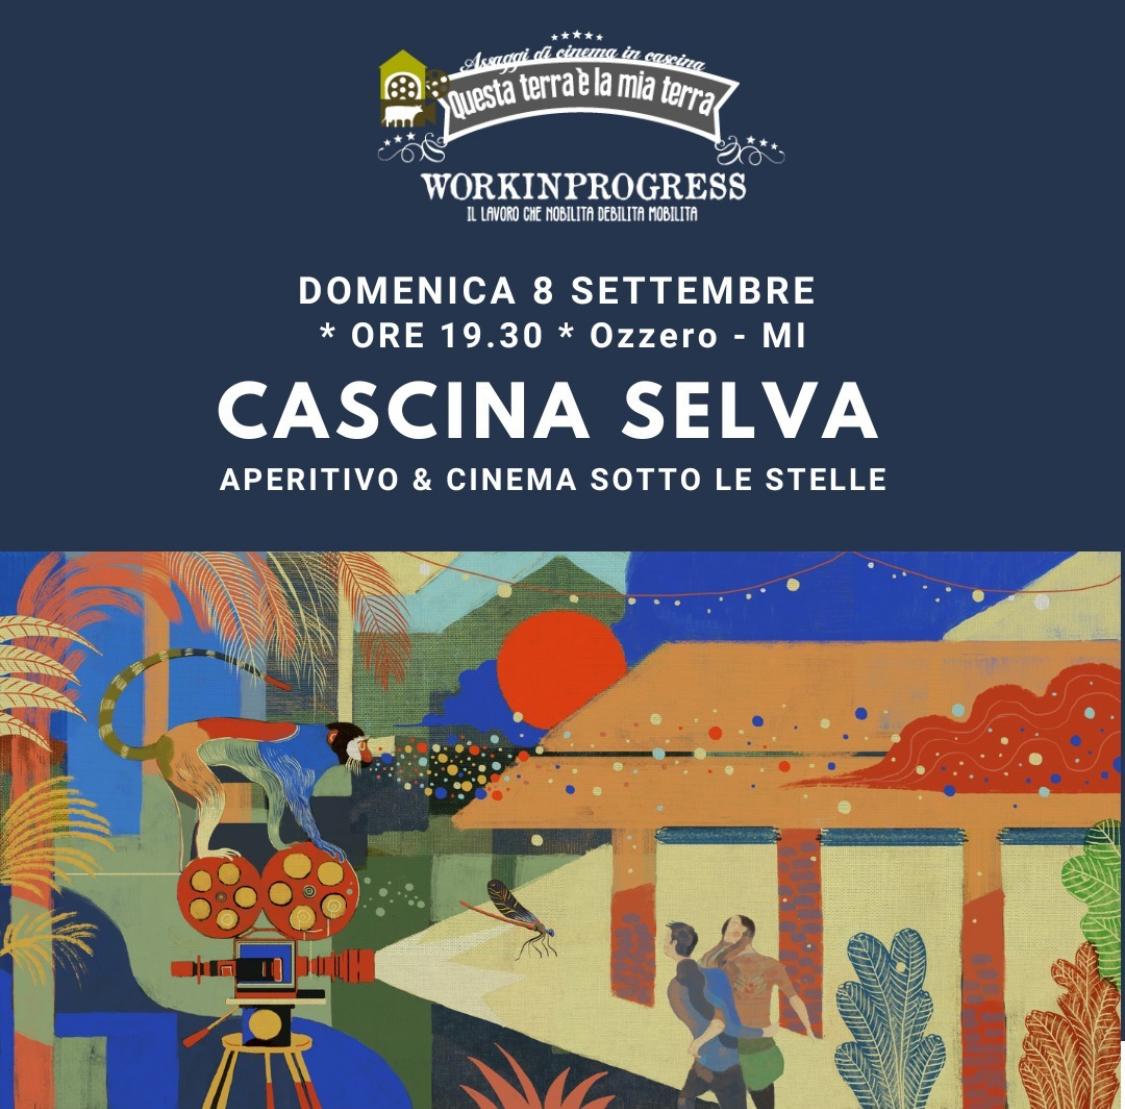 Assaggi di cinema in cascina
Questa terra è la mia terra
WORKINPROGRESS
IL LAVORO CHE NOBILITA DEBILITA MOBILITA
DOMENICA 8 SETTEMBRE
* ORE 19.30 * Ozzero - MI
CASCINA SELVA
APERITIVO & CINEMA SOTTO LE STELLE